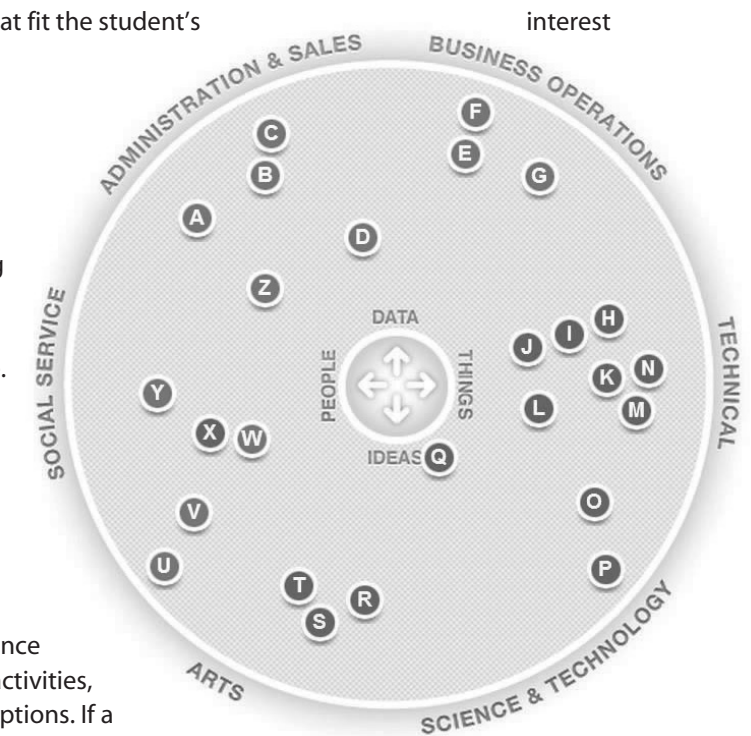 at fit the student's interest
ADMINISTRATION & SALES
BUSINESS OPERATIONS
F
C
E
B
G
A
D
Z
DATA
H
I
J
SOCIAL SERVICE
PEOPLE
THINGS
TECHNICAL
N
K
Y
L
M
X
W
IDEAS
Q
O
V
U
P
T
R
S
ARTS
SCIENCE & TECHNOLOGY
nce
ctivities,
ptions. If a